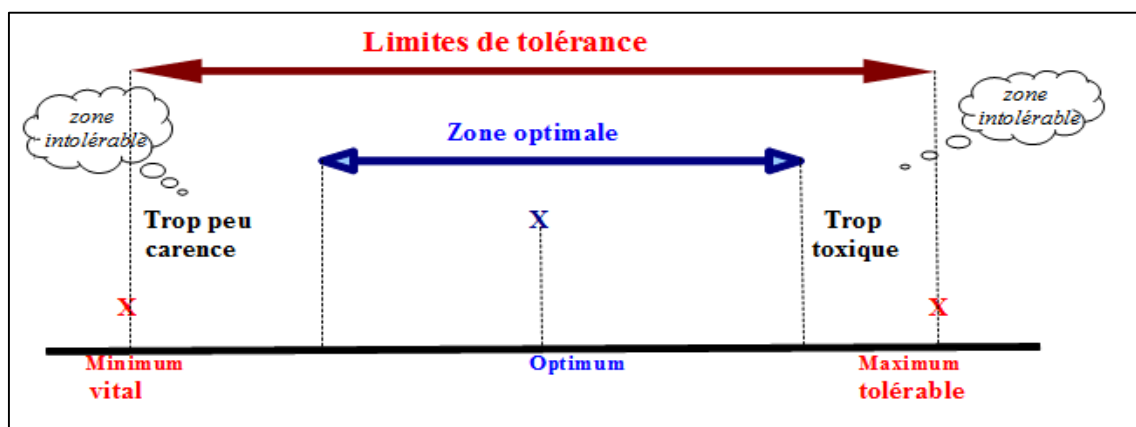 Limites de tolérance
zone
intolérable
zone
intolérable
Zone optimale
Trop peu
carence
X
Trop
toxique
X
X
Minimum
vital
Optimum
Maximum
tolérable